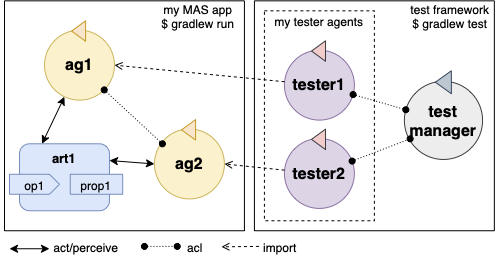 my MAS app
$ gradlew run
ag1
art1
op1
prop1
ag2
my tester agents
tester1
tester2
test framework
$ gradlew test
test
manager
act/perceive
acl
import